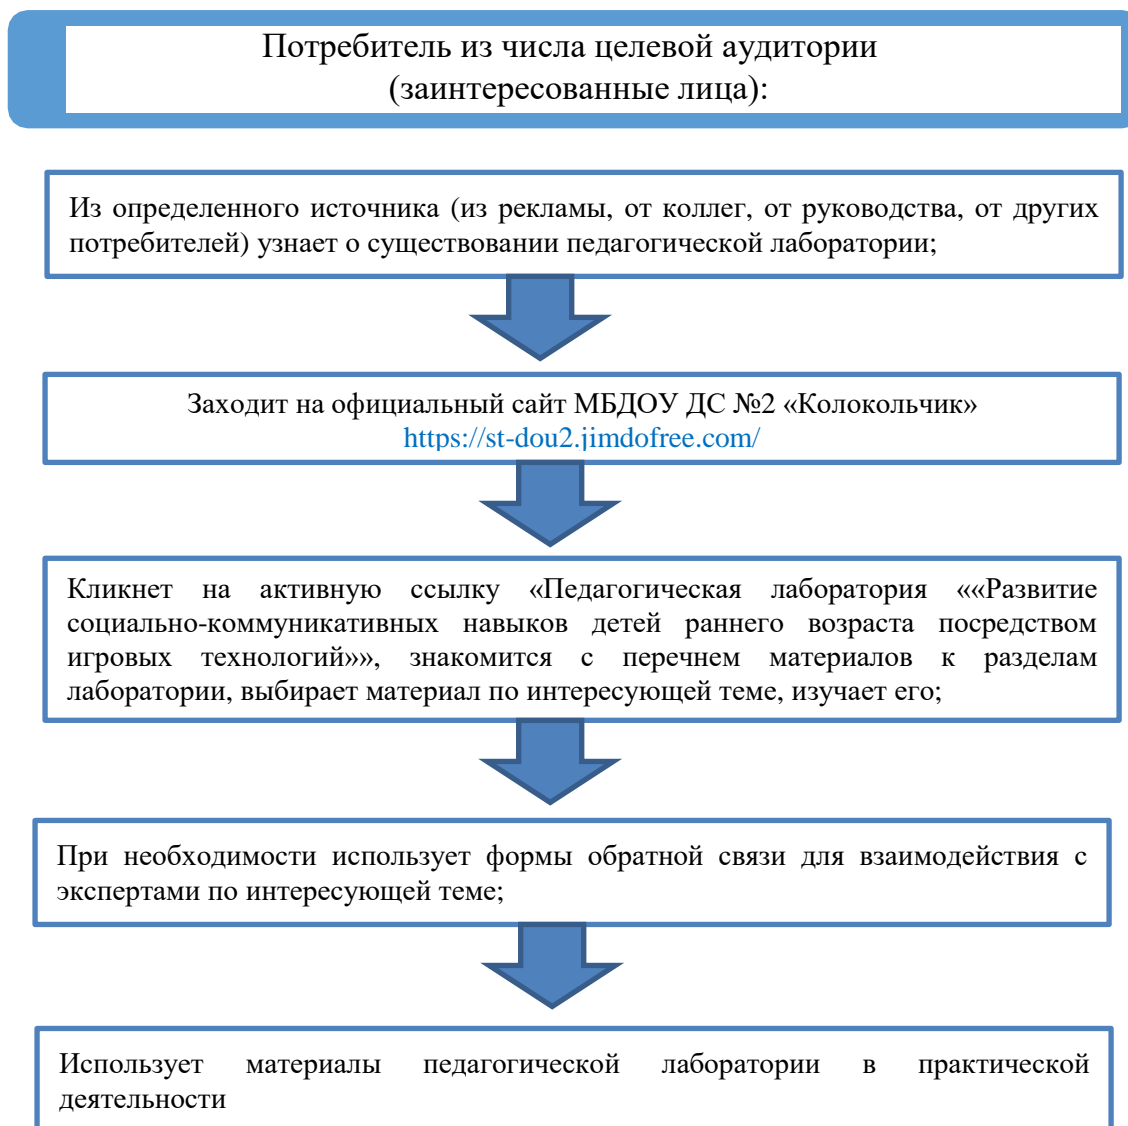 Потребитель из числа целевой аудитории
(заинтересованные лица):
Из определенного источника (из рекламы, от коллег, от руководства, от других
потребителей) узнает о существовании педагогической лаборатории;
Заходит на официальный сайт МБДОУ ДС №2 «Колокольчик»
https://st-dou2.jimdofree.com/
Кликнет на активную ссылку «Педагогическая лаборатория ««Развитие
социально-коммуникативных навыков детей раннего возраста посредством
игровых технологий»», знакомится с перечнем материалов к разделам
лаборатории, выбирает материал по интересующей теме, изучает его;
При необходимости использует формы обратной связи для взаимодействия с
экспертами по интересующей теме;
Использует материалы педагогической лаборатории в практической
деятельности